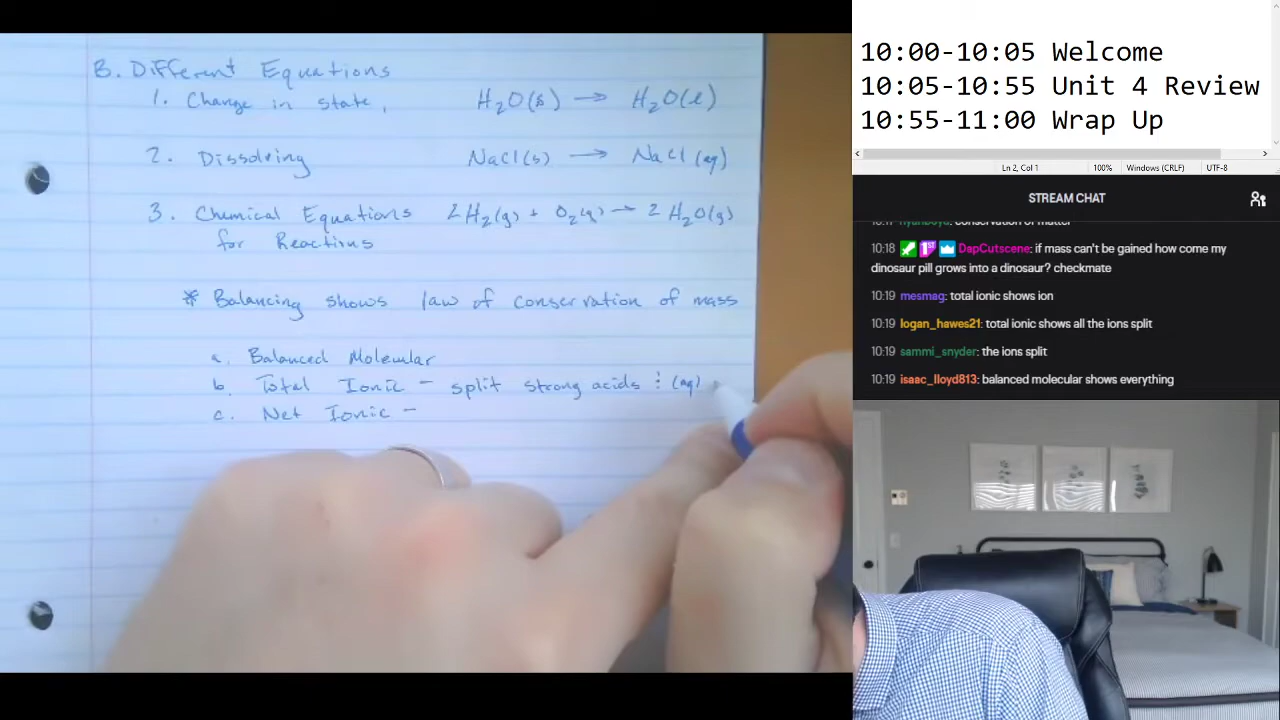 B. Different Equations
1. Change in state, H₂O(s) → H₂O(l)
2. Dissolving NaCl(s) → NaCl(aq)
3. Chemical Equations 2H₂(g) + O₂(g) → 2H₂O(g)
for Reactions
* Balancing shows law of conservation of mass
a. Balanced Molecular
b. Total Ionic - split strong acids : (aq)
c. Net Ionic -
10:00-10:05 Welcome
10:05-10:55 Unit 4 Review
10:55-11:00 Wrap Up
Ln 2, Col 1 100% Windows (CRLF) UTF-8
STREAM CHAT
conservation of matter
10:18 1ST DapCutscene: if mass can't be gained how come my
dinosaur pill grows into a dinosaur? checkmate
10:19 mesmag: total ionic shows ion
10:19 logan_hawes21: total ionic shows all the ions split
10:19 sammi_snyder: the ions split
10:19 isaac_lloyd813: balanced molecular shows everything